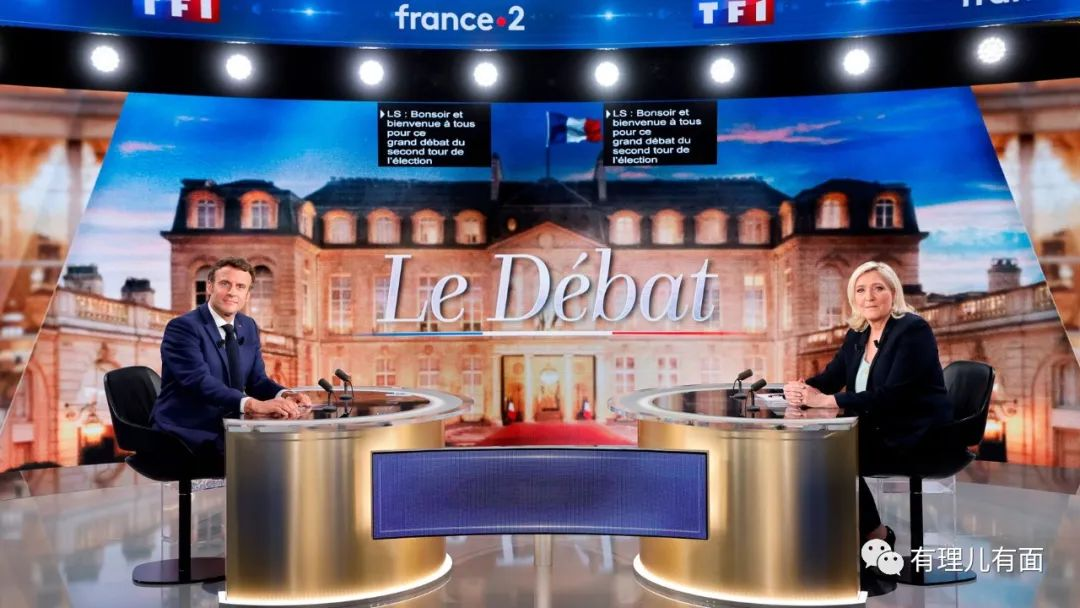 TF1
france•2
TF1
LS : Bonsoir et
bienvenue à tous
pour ce
grand débat du
second tour de
l'élection
LS : Bonsoir et
bienvenue à tous
pour ce
grand débat du
second tour de
l'élection
Le Débat
有理儿有面